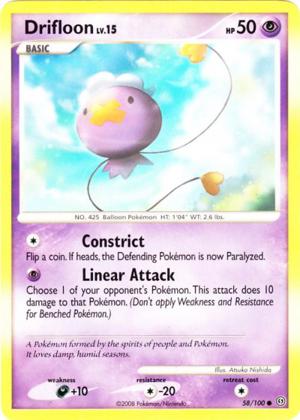 Drifloon LV.15 HP 50
BASIC
NO. 425 Balloon Pokémon HT: 1'04" WT: 2.6 lbs.
Constrict
Flip a coin. If heads, the Defending Pokémon is now Paralyzed.
Linear Attack
Choose 1 of your opponent's Pokémon. This attack does 10
damage to that Pokémon. (Don't apply Weakness and Resistance
for Benched Pokémon.)
A Pokémon formed by the spirits of people and Pokémon.
It loves damp, humid seasons.
Illus. Atsuko Nishida
weakness resistance retreat cost
+10 -20
©2008 Pokémon/Nintendo 58/100